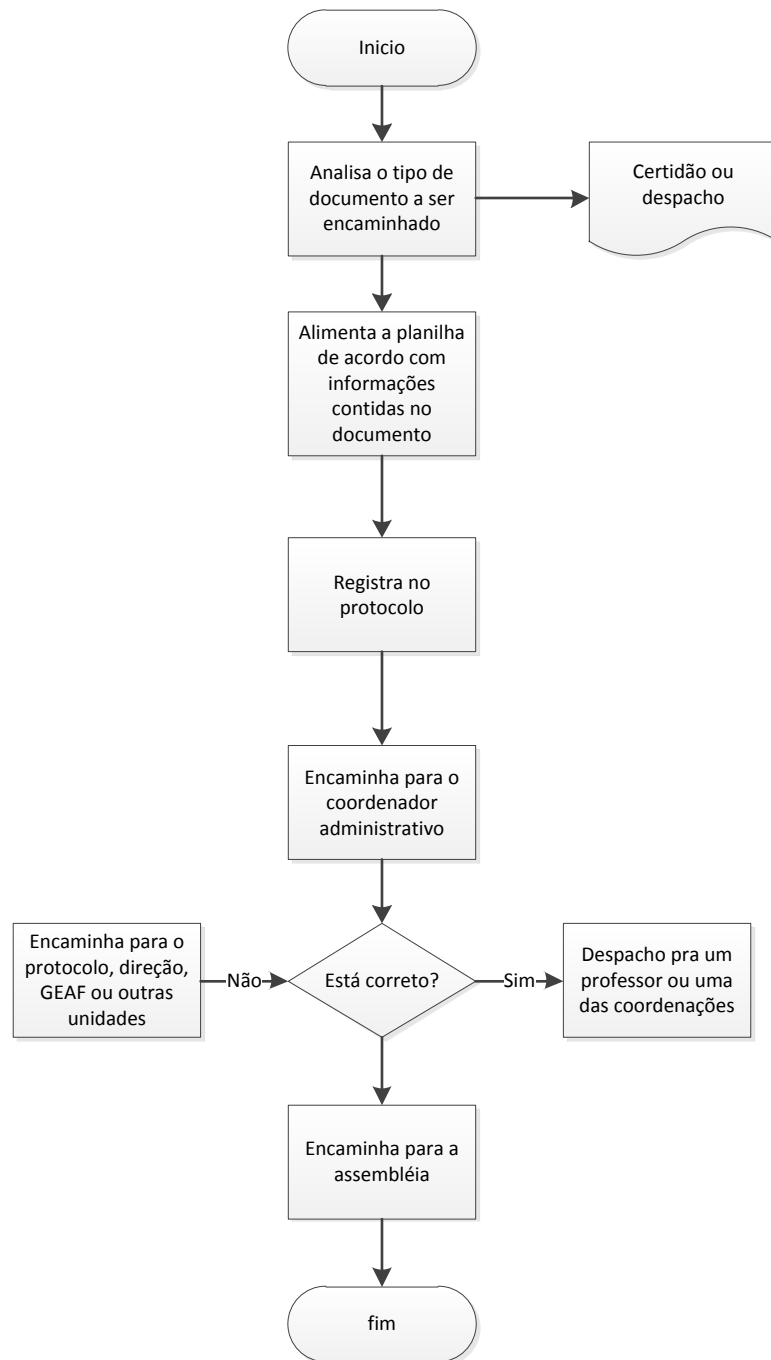 Inicio
Analisa o tipo de
documento a ser
encaminhado
Certidão ou
despacho
Alimenta a planilha
de acordo com
informações
contidas no
documento
Registra no
protocolo
Encaminha para o
coordenador
administrativo
Encaminha para o
protocolo, direção,
GEAF ou outras
unidades
Não
Está correto?
Sim
Despacho pra um
professor ou uma
das coordenações
Encaminha para a
assembléia
fim